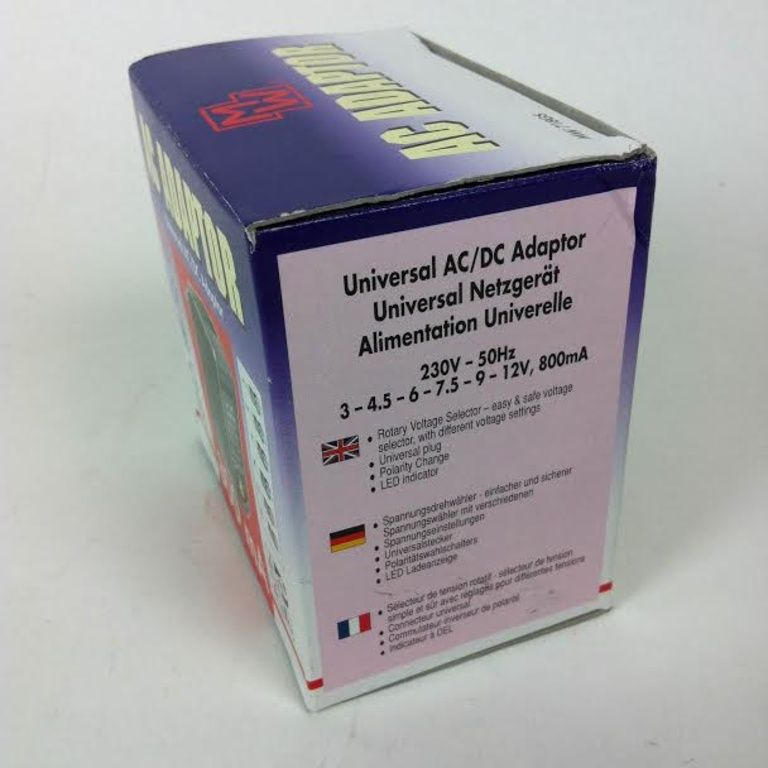 AC ADAPTOR
MW
AC ADAPTOR
Universal AC/DC Adaptor
Universal Netzgerät
Alimentation Univerelle
230V - 50Hz
3 - 4.5 - 6 - 7.5 - 9 - 12V, 800mA
• Rotary Voltage Selector - easy & safe voltage
selector, with different voltage settings
• Universal plug
• Polarity Change
• LED indicator
• Spannungsdrehwähler - einfacher und sicherer
Spannungswähler mit verschiedenen
Spannungseinstellungen
• Universalstecker
• Polaritätswahlschalters
• LED Ladeanzeige
• Sélecteur de tension rotatif - sélecteur de tension
simple et sûr avec réglages pour différentes tensions
• Connecteur universal
• Commutateur-inverseur de polarité
• Indicateur à DEL